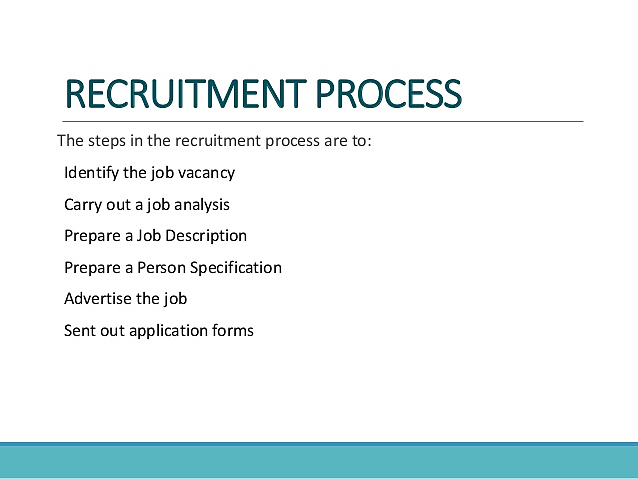 RECRUITMENT PROCESS
The steps in the recruitment process are to:
Identify the job vacancy
Carry out a job analysis
Prepare a Job Description
Prepare a Person Specification
Advertise the job
Sent out application forms